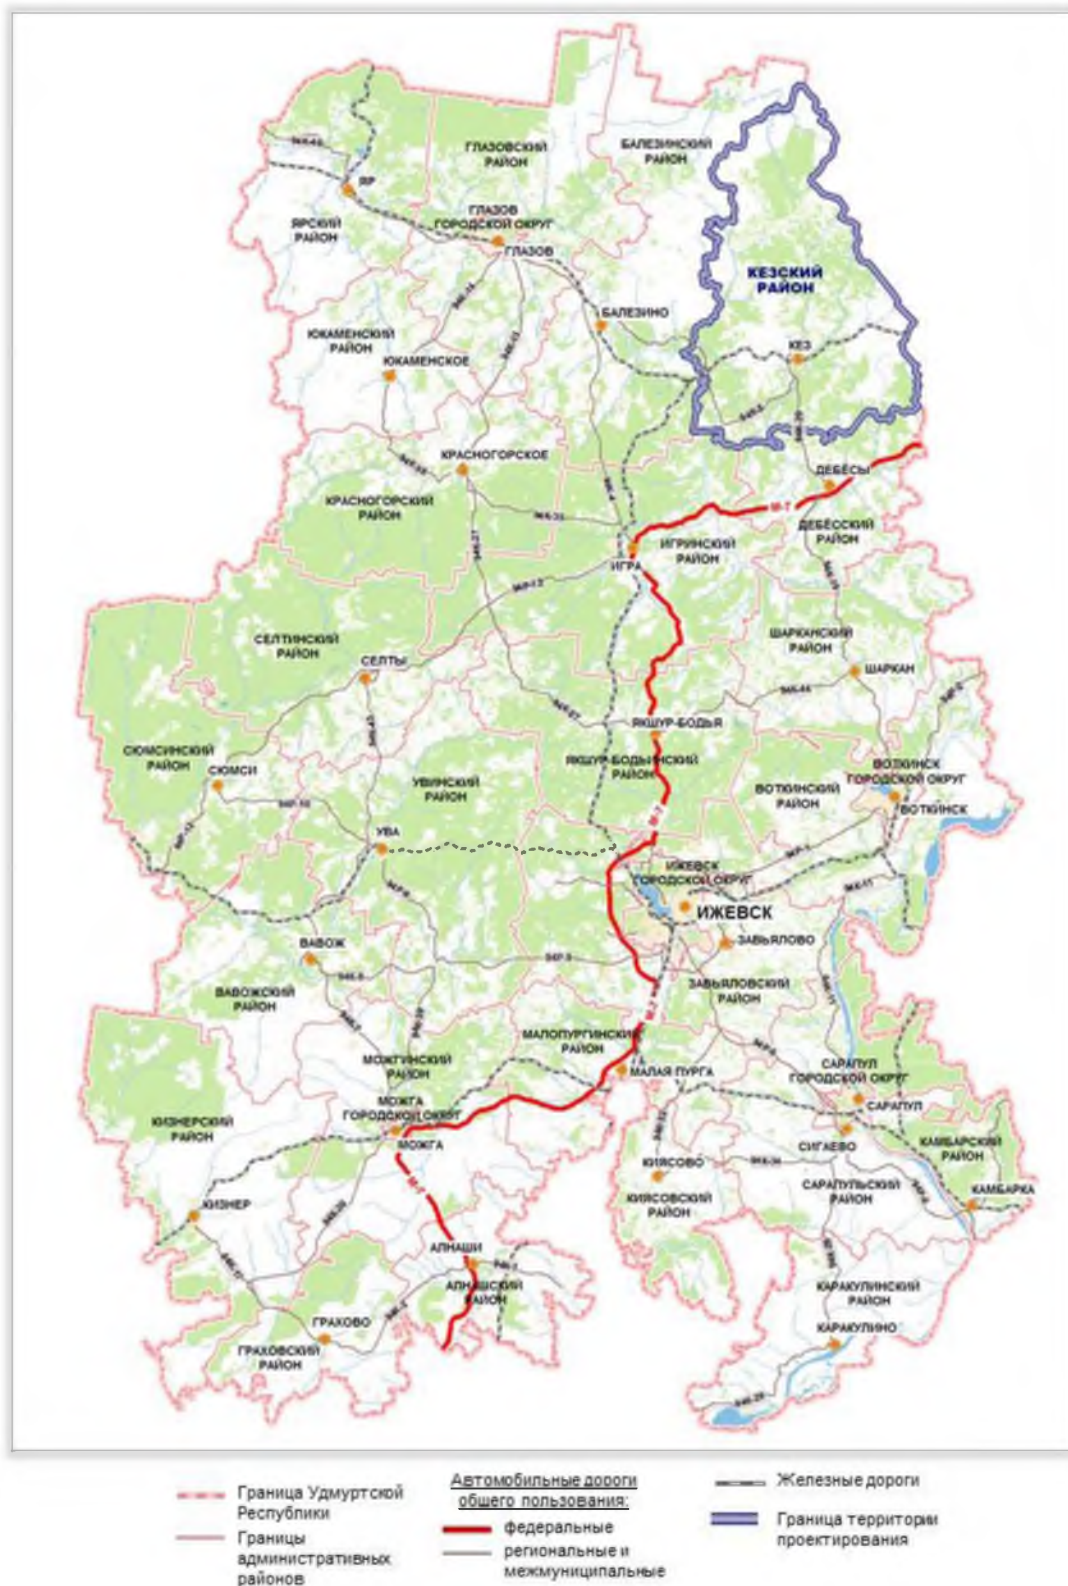 ГЛАЗОВСКИЙ
РАЙОН
БАЛЕЗИНСКИЙ
РАЙОН
ЯР
ЯРСКИЙ
РАЙОН
ГЛАЗОВ
ГОРОДСКОЙ ОКРУГ
ГЛАЗОВ
КЕЗСКИЙ
РАЙОН
БАЛЕЗИНО
КЕЗ
ЮКАМЕНСКИЙ
РАЙОН
ЮКАМЕНСКОЕ
КРАСНОГОРСКОЕ
КРАСНОГОРСКИЙ
РАЙОН
ДЕБЕСЫ
М-7
ДЕБЕССКИЙ
РАЙОН
ИГРИНСКИЙ
РАЙОН
ИГРА
СЕЛТИНСКИЙ
РАЙОН
СЕЛТЫ
ШАРКАНСКИЙ
РАЙОН
ШАРКАН
ЯКШУР-БОДЬЯ
ЯКШУР-БОДЬИНСКИЙ
РАЙОН
СЮМСИНСКИЙ
РАЙОН
СЮМСИ
УВИНСКИЙ
РАЙОН
ВОТКИНСК
ГОРОДСКОЙ ОКРУГ
ВОТКИНСКИЙ
РАЙОН
ВОТКИНСК
М-7
УВА
ИЖЕВСК
ГОРОДСКОЙ ОКРУГ
ИЖЕВСК
ЗАВЬЯЛОВО
ВАВОЖ
ВАВОЖСКИЙ
РАЙОН
ЗАВЬЯЛОВСКИЙ
РАЙОН
МАЛОПУРГИНСКИЙ
РАЙОН
МАЛАЯ ПУРГА
МОЖГИНСКИЙ
РАЙОН
МОЖГА
ГОРОДСКОЙ ОКРУГ
МОЖГА
САРАПУЛ
ГОРОДСКОЙ ОКРУГ
САРАПУЛ
СИГАЕВО
КИЗНЕРСКИЙ
РАЙОН
КИЗНЕР
КИЯСОВО
КИЯСОВСКИЙ
РАЙОН
САРАПУЛЬСКИЙ
РАЙОН
КАМБАРСКИЙ
РАЙОН
КАМБАРКА
М-7
АЛНАШИ
АЛНАШСКИЙ
РАЙОН
ГРАХОВО
ГРАХОВСКИЙ
РАЙОН
КАРАКУЛИНСКИЙ
РАЙОН
КАРАКУЛИНО
Граница Удмуртской
Республики
Границы
административных
районов
Автомобильные дороги
общего пользования:
федеральные
региональные и
межмуниципальные
Железные дороги
Граница территории
проектирования